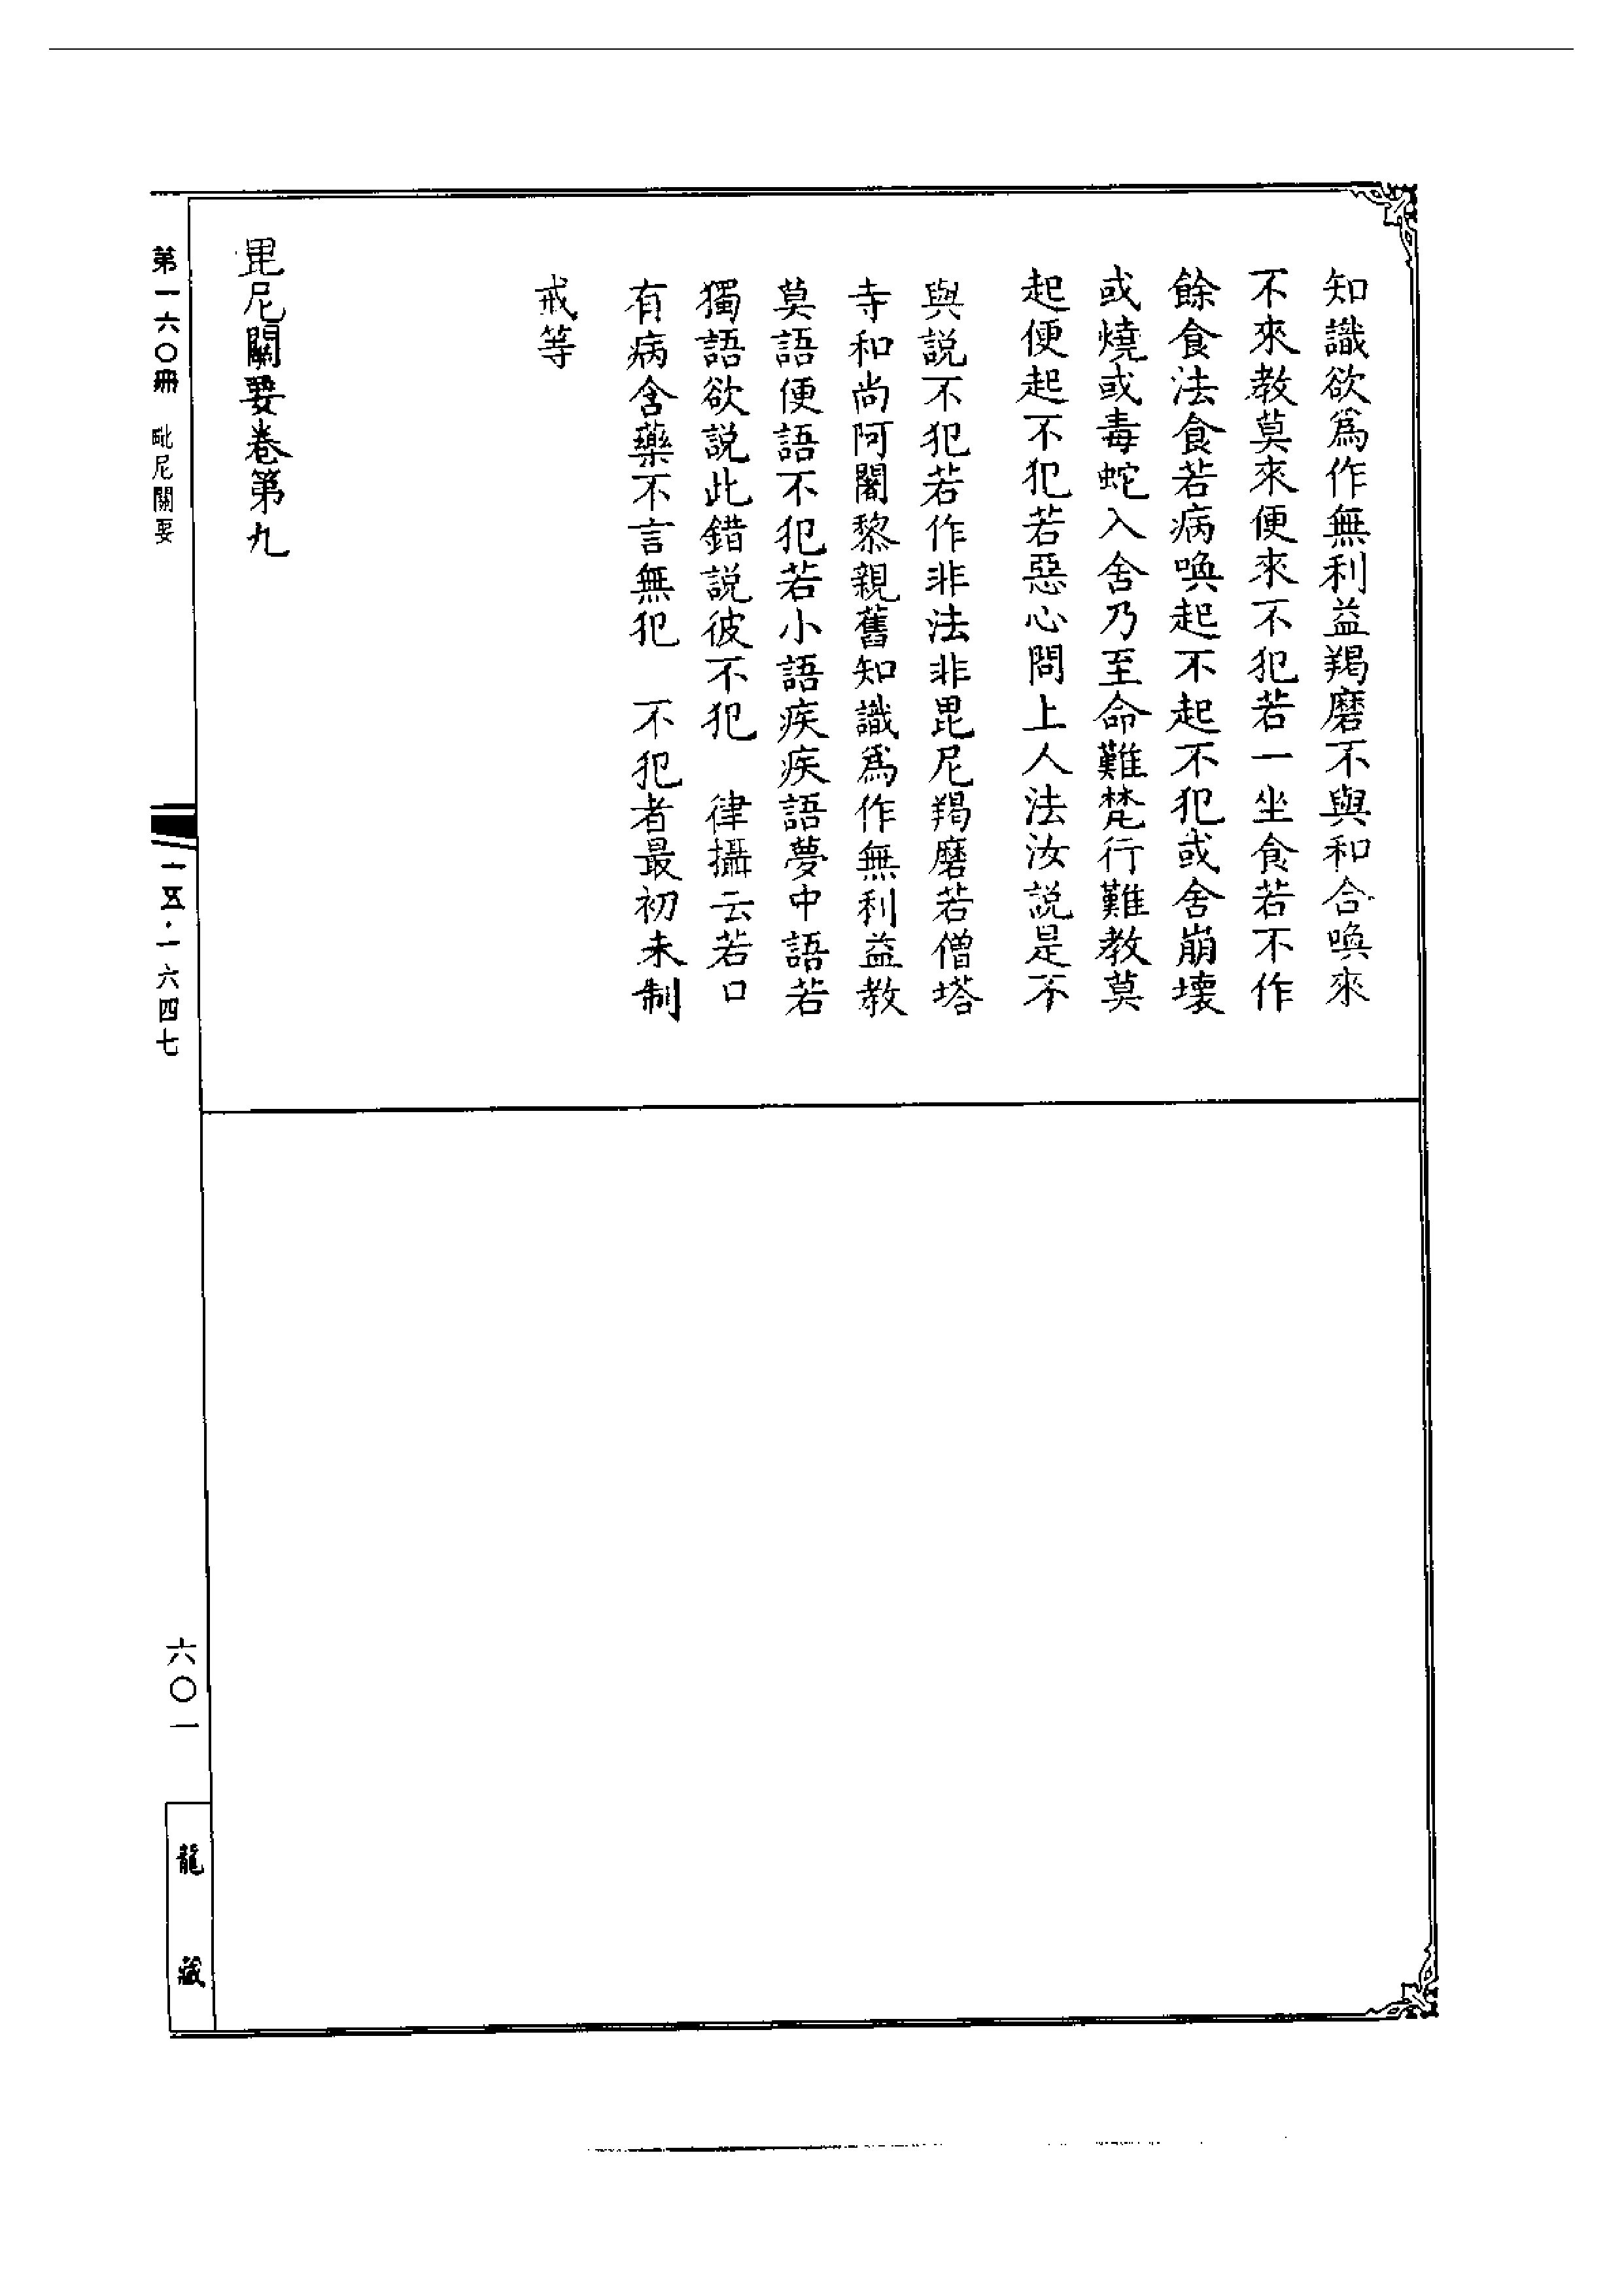 知識欲為作無利益羯磨不與和合喚來
不來教莫來便來不犯若一坐食若不作
餘食法食若病喚起不起不犯或舍崩壞
或燒或毒蛇入舍乃至命難梵行難教莫
起便起不犯若惡心問上人法汝說是不
與說不犯若作非法非毘尼羯磨若僧塔
寺和尚阿闍黎親舊知識為作無利益教
莫語便語不犯若小語疾疾語夢中語若
獨語欲說此錯說彼不犯　律攝云若口
有病含藥不言無犯　不犯者最初未制
戒等
毘尼關要卷第九
第一六〇冊　毗尼關要
一五・一六四七
六〇一
龍藏